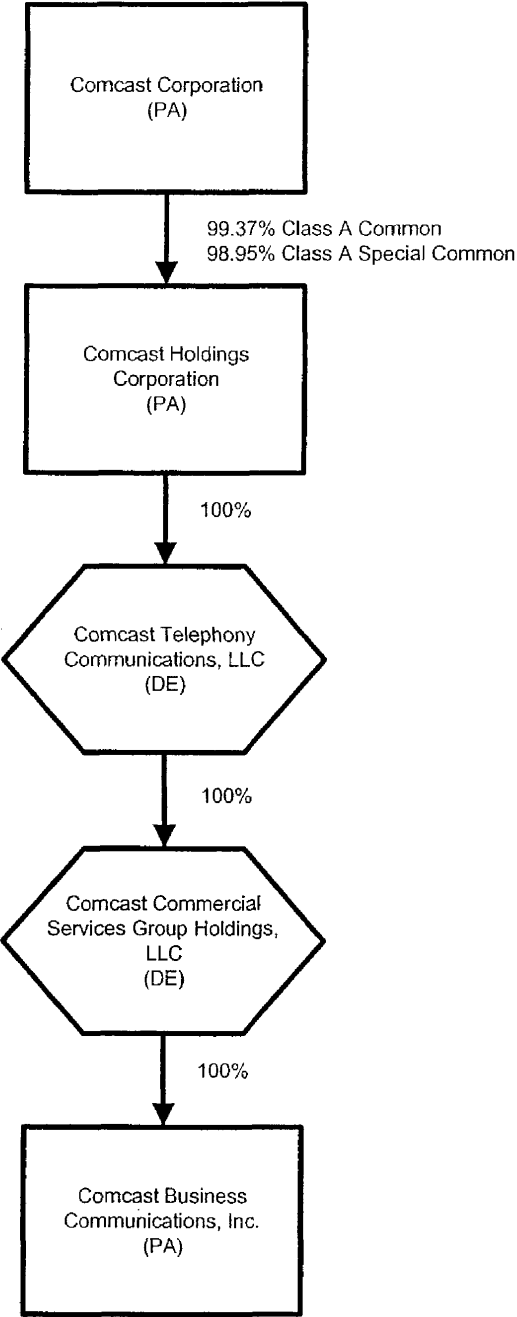 Comcast Corporation
(PA)
99.37% Class A Common
98.95% Class A Special Common
Comcast Holdings
Corporation
(PA)
100%
Comcast Telephony
Communications, LLC
(DE)
100%
Comcast Commercial
Services Group Holdings,
LLC
(DE)
100%
Comcast Business
Communications, Inc.
(PA)